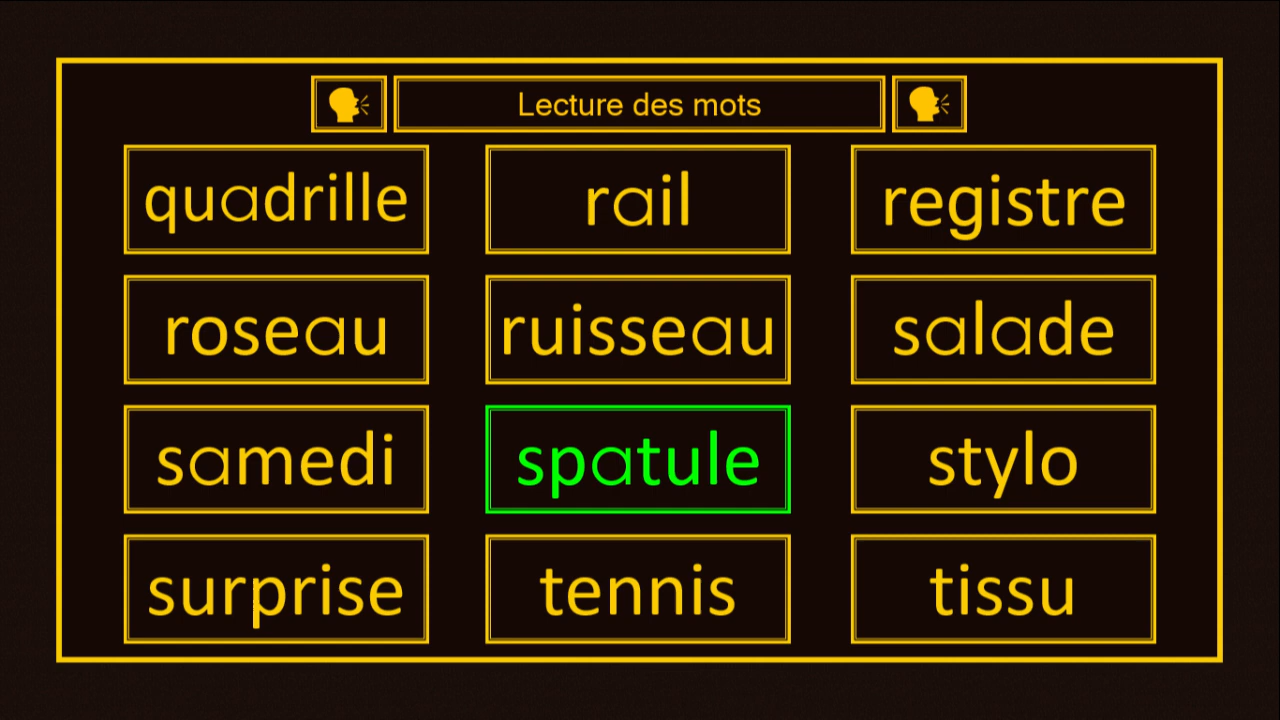 Lecture des mots
quadrille rail registre
roseau ruisseau salade
samedi spatule stylo
surprise tennis tissu